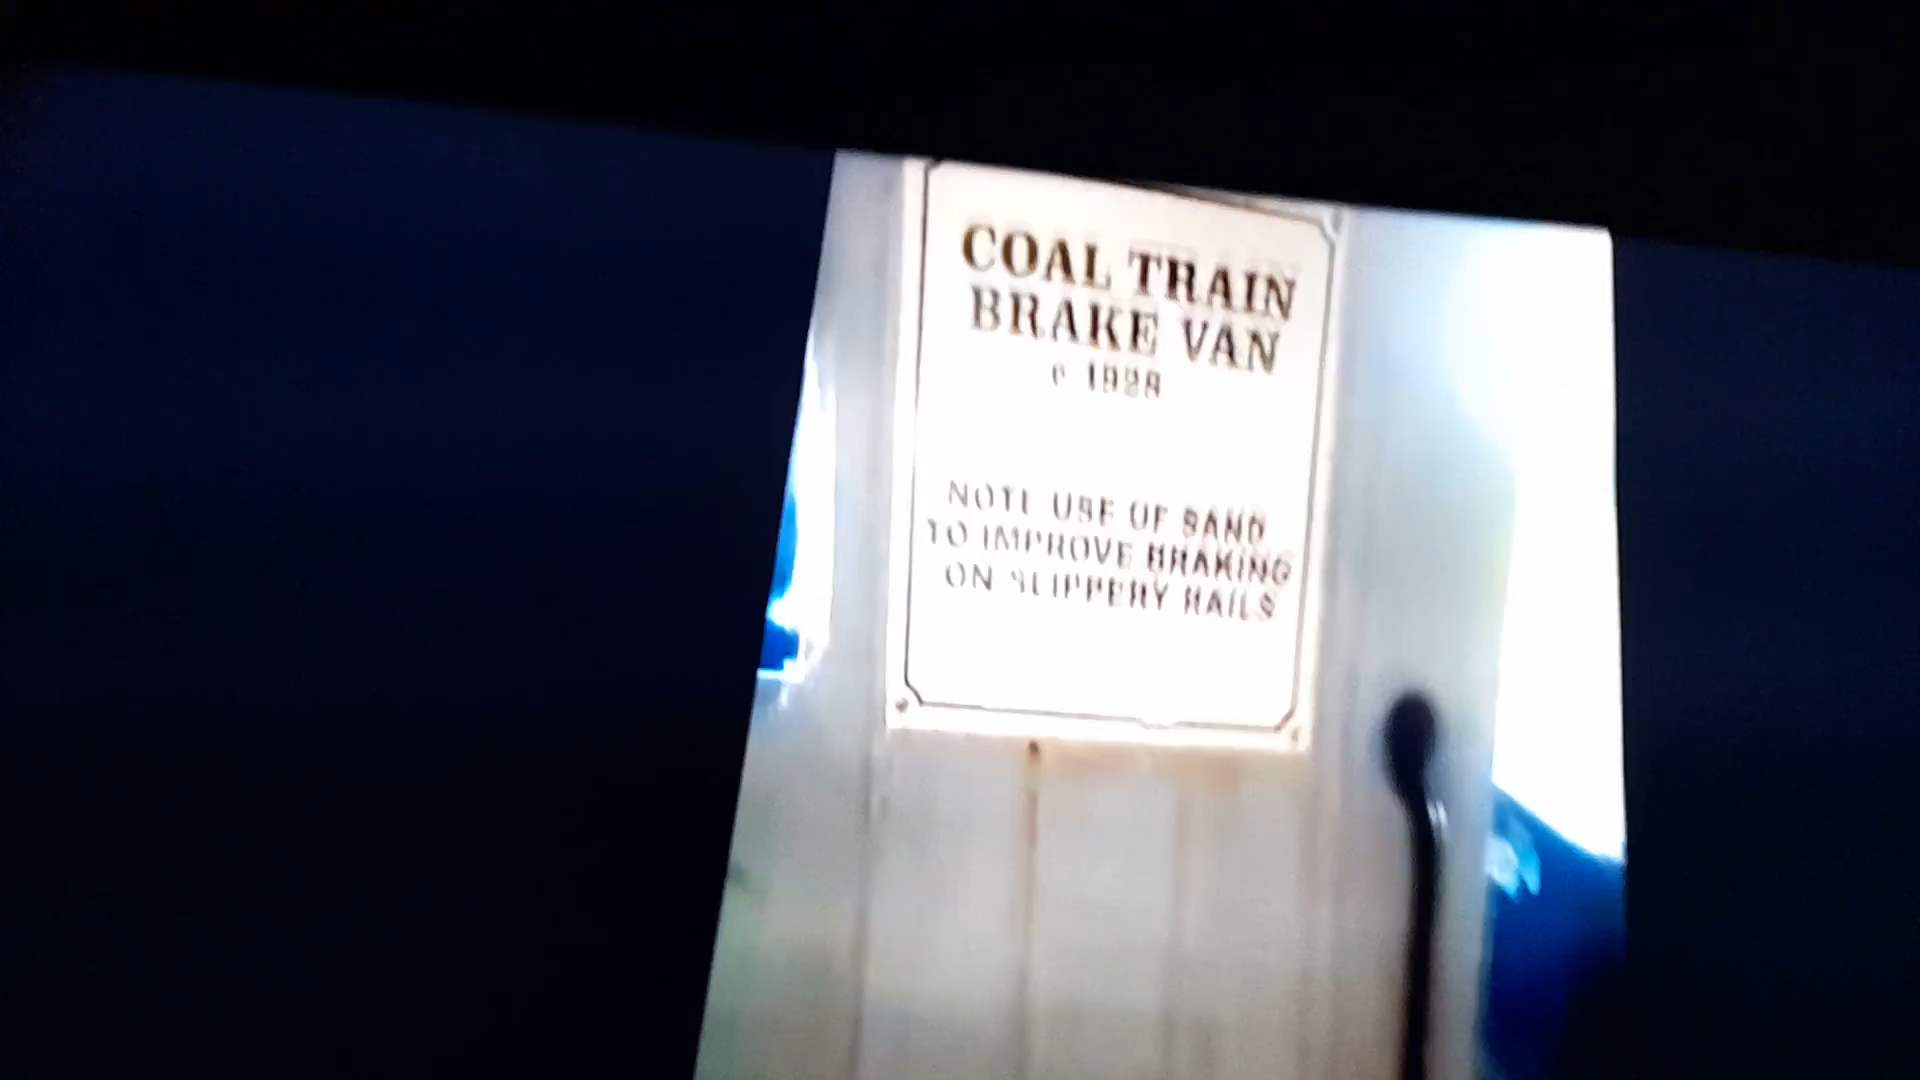 COAL TRAIN
BRAKE VAN
c 1928
NOTE USE OF SAND
TO IMPROVE BRAKING
ON SLIPPERY RAILS